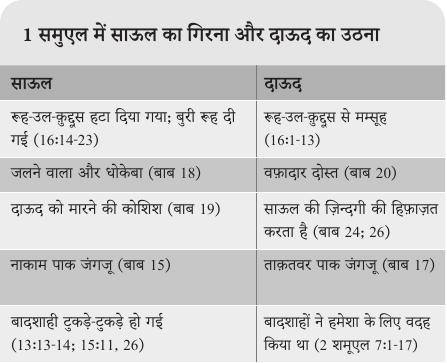 1 समुएल में साऊल का गिरना और दाऊद का उठना
साऊल
दाऊद
रूह-उल-क़ुद्दुस हटा दिया गया; बुरी रूह दी
गई (16:14-23)
रूह-उल-क़ुद्दुस से मम्सूह
(16:1-13)
जलने वाला और धोकेबा (बाब 18)
वफ़ादार दोस्त (बाब 20)
दाऊद को मारने की कोशिश (बाब 19)
साऊल की ज़िन्दगी की हिफ़ाज़त
करता है (बाब 24; 26)
नाकाम पाक जंगजू (बाब 15)
ताक़तवर पाक जंगजू (बाब 17)
बादशाही टुकड़े-टुकड़े हो गई
(13:13-14; 15:11, 26)
बादशाहों ने हमेशा के लिए वदह
किया था (2 शमूएल 7:1-17)